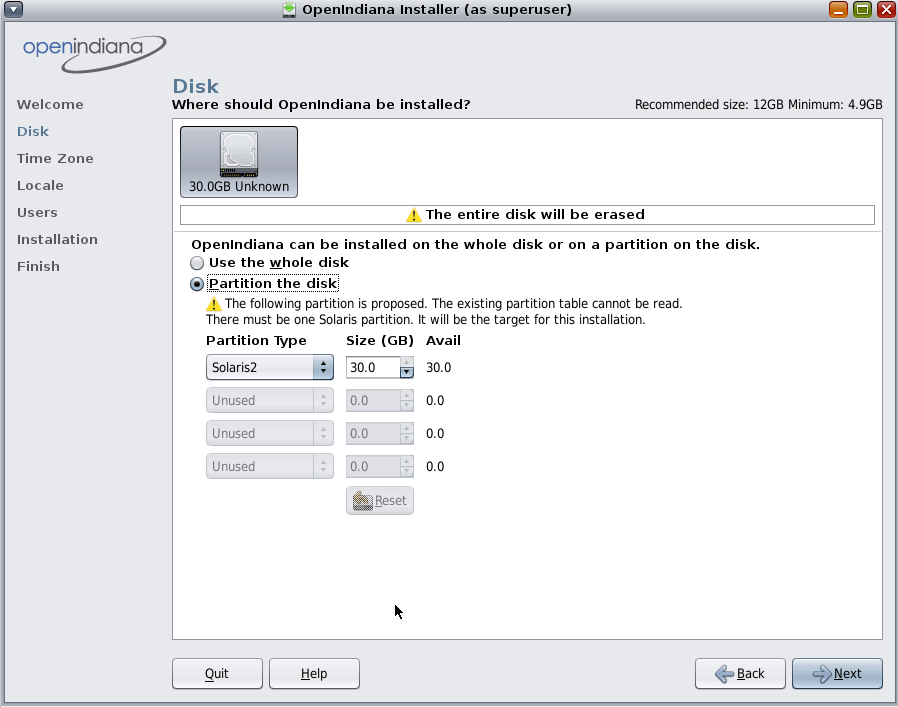 OpenIndiana Installer (as superuser)
openindiana
Disk
Where should OpenIndiana be installed?
Recommended size: 12GB Minimum: 4.9GB
Welcome
Disk
Time Zone
Locale
Users
Installation
Finish
30.0GB Unknown
The entire disk will be erased
OpenIndiana can be installed on the whole disk or on a partition on the disk.
Use the whole disk
Partition the disk
The following partition is proposed. The existing partition table cannot be read.
There must be one Solaris partition. It will be the target for this installation.
Partition Type Size (GB) Avail
Solaris2 30.0 30.0
Unused 0.0 0.0
Unused 0.0 0.0
Unused 0.0 0.0
Reset
Quit Help Back Next